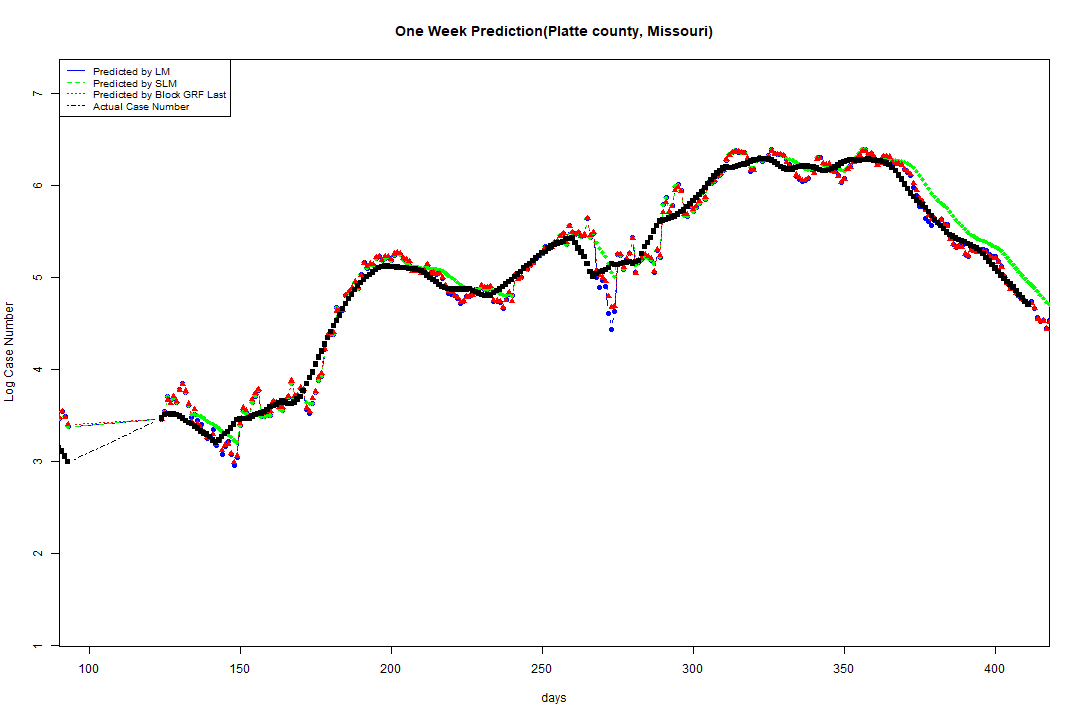 One Week Prediction(Platte county, Missouri)
Predicted by LM
Predicted by SLM
Predicted by Block GRF Last
Actual Case Number
Log Case Number
7
6
5
4
3
2
1
100 150 200 250 300 350 400
days